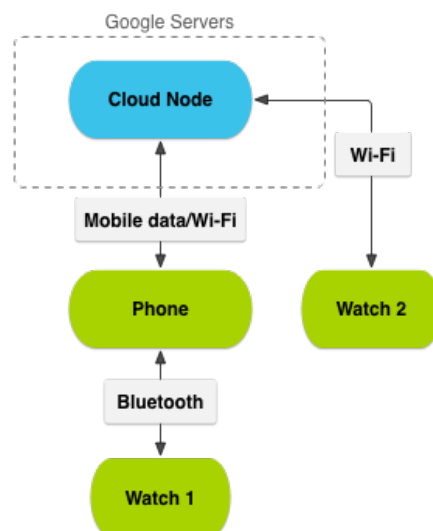 Google Servers
Cloud Node
Wi-Fi
Mobile data/Wi-Fi
Phone
Watch 2
Bluetooth
Watch 1